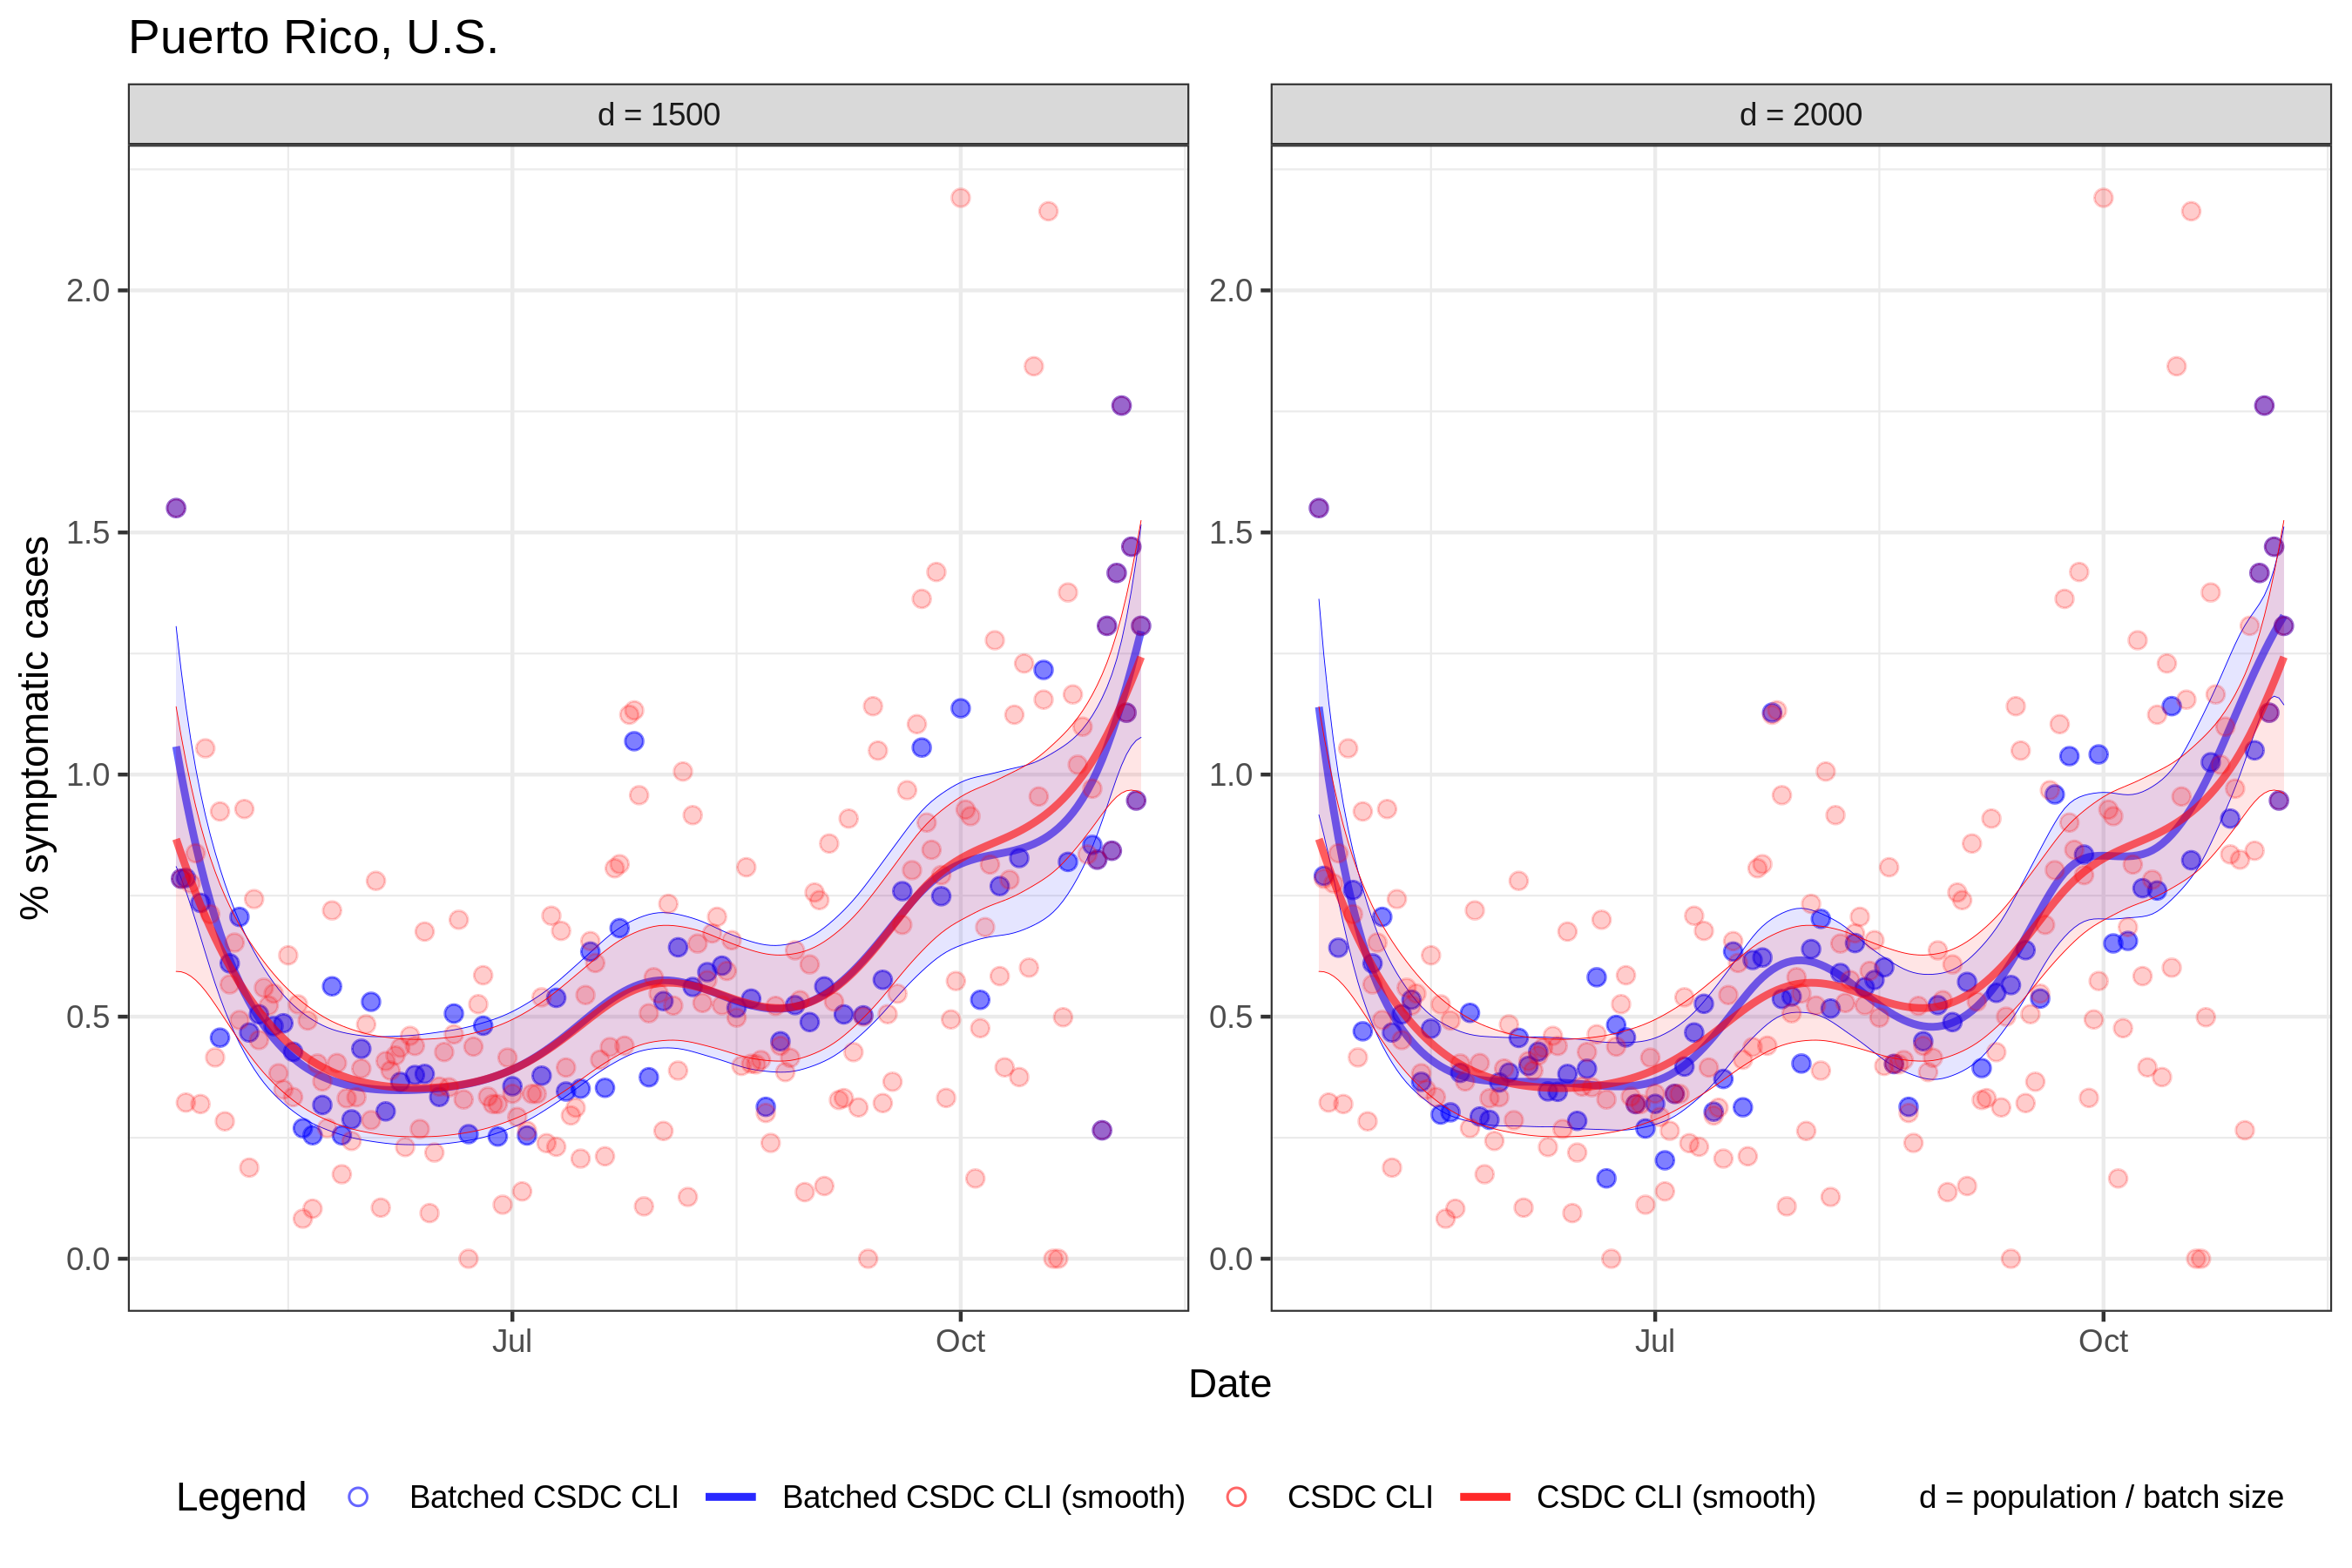 Puerto Rico, U.S.
d = 1500
d = 2000
% symptomatic cases
2.0
1.5
1.0
0.5
0.0
2.0
1.5
1.0
0.5
0.0
Jul
Oct
Jul
Oct
Date
Legend
Batched CSDC CLI
Batched CSDC CLI (smooth)
CSDC CLI
CSDC CLI (smooth)
d = population / batch size